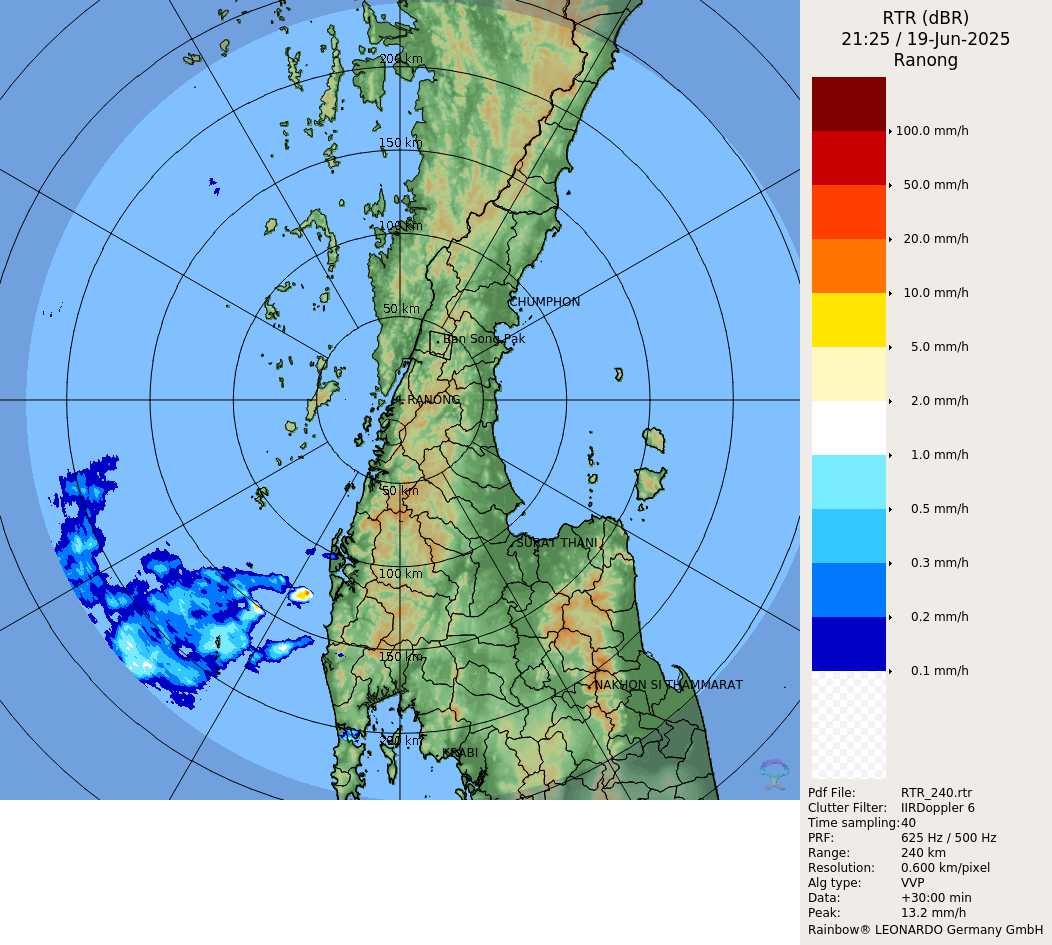 200 km
150 km
100 km
50 km
CHUMPHON
Ban Song Pak
RANONG
50 km
SURAT THANI
100 km
150 km
NAKHON SI THAMMARAT
200 km
KRABI
RTR (dBR)
21:25 / 19-Jun-2025
Ranong
100.0 mm/h
50.0 mm/h
20.0 mm/h
10.0 mm/h
5.0 mm/h
2.0 mm/h
1.0 mm/h
0.5 mm/h
0.3 mm/h
0.2 mm/h
0.1 mm/h
Pdf File: RTR_240.rtr
Clutter Filter: IIRDoppler 6
Time sampling: 40
PRF: 625 Hz / 500 Hz
Range: 240 km
Resolution: 0.600 km/pixel
Alg type: VVP
Data: +30:00 min
Peak: 13.2 mm/h
Rainbow® LEONARDO Germany GmbH